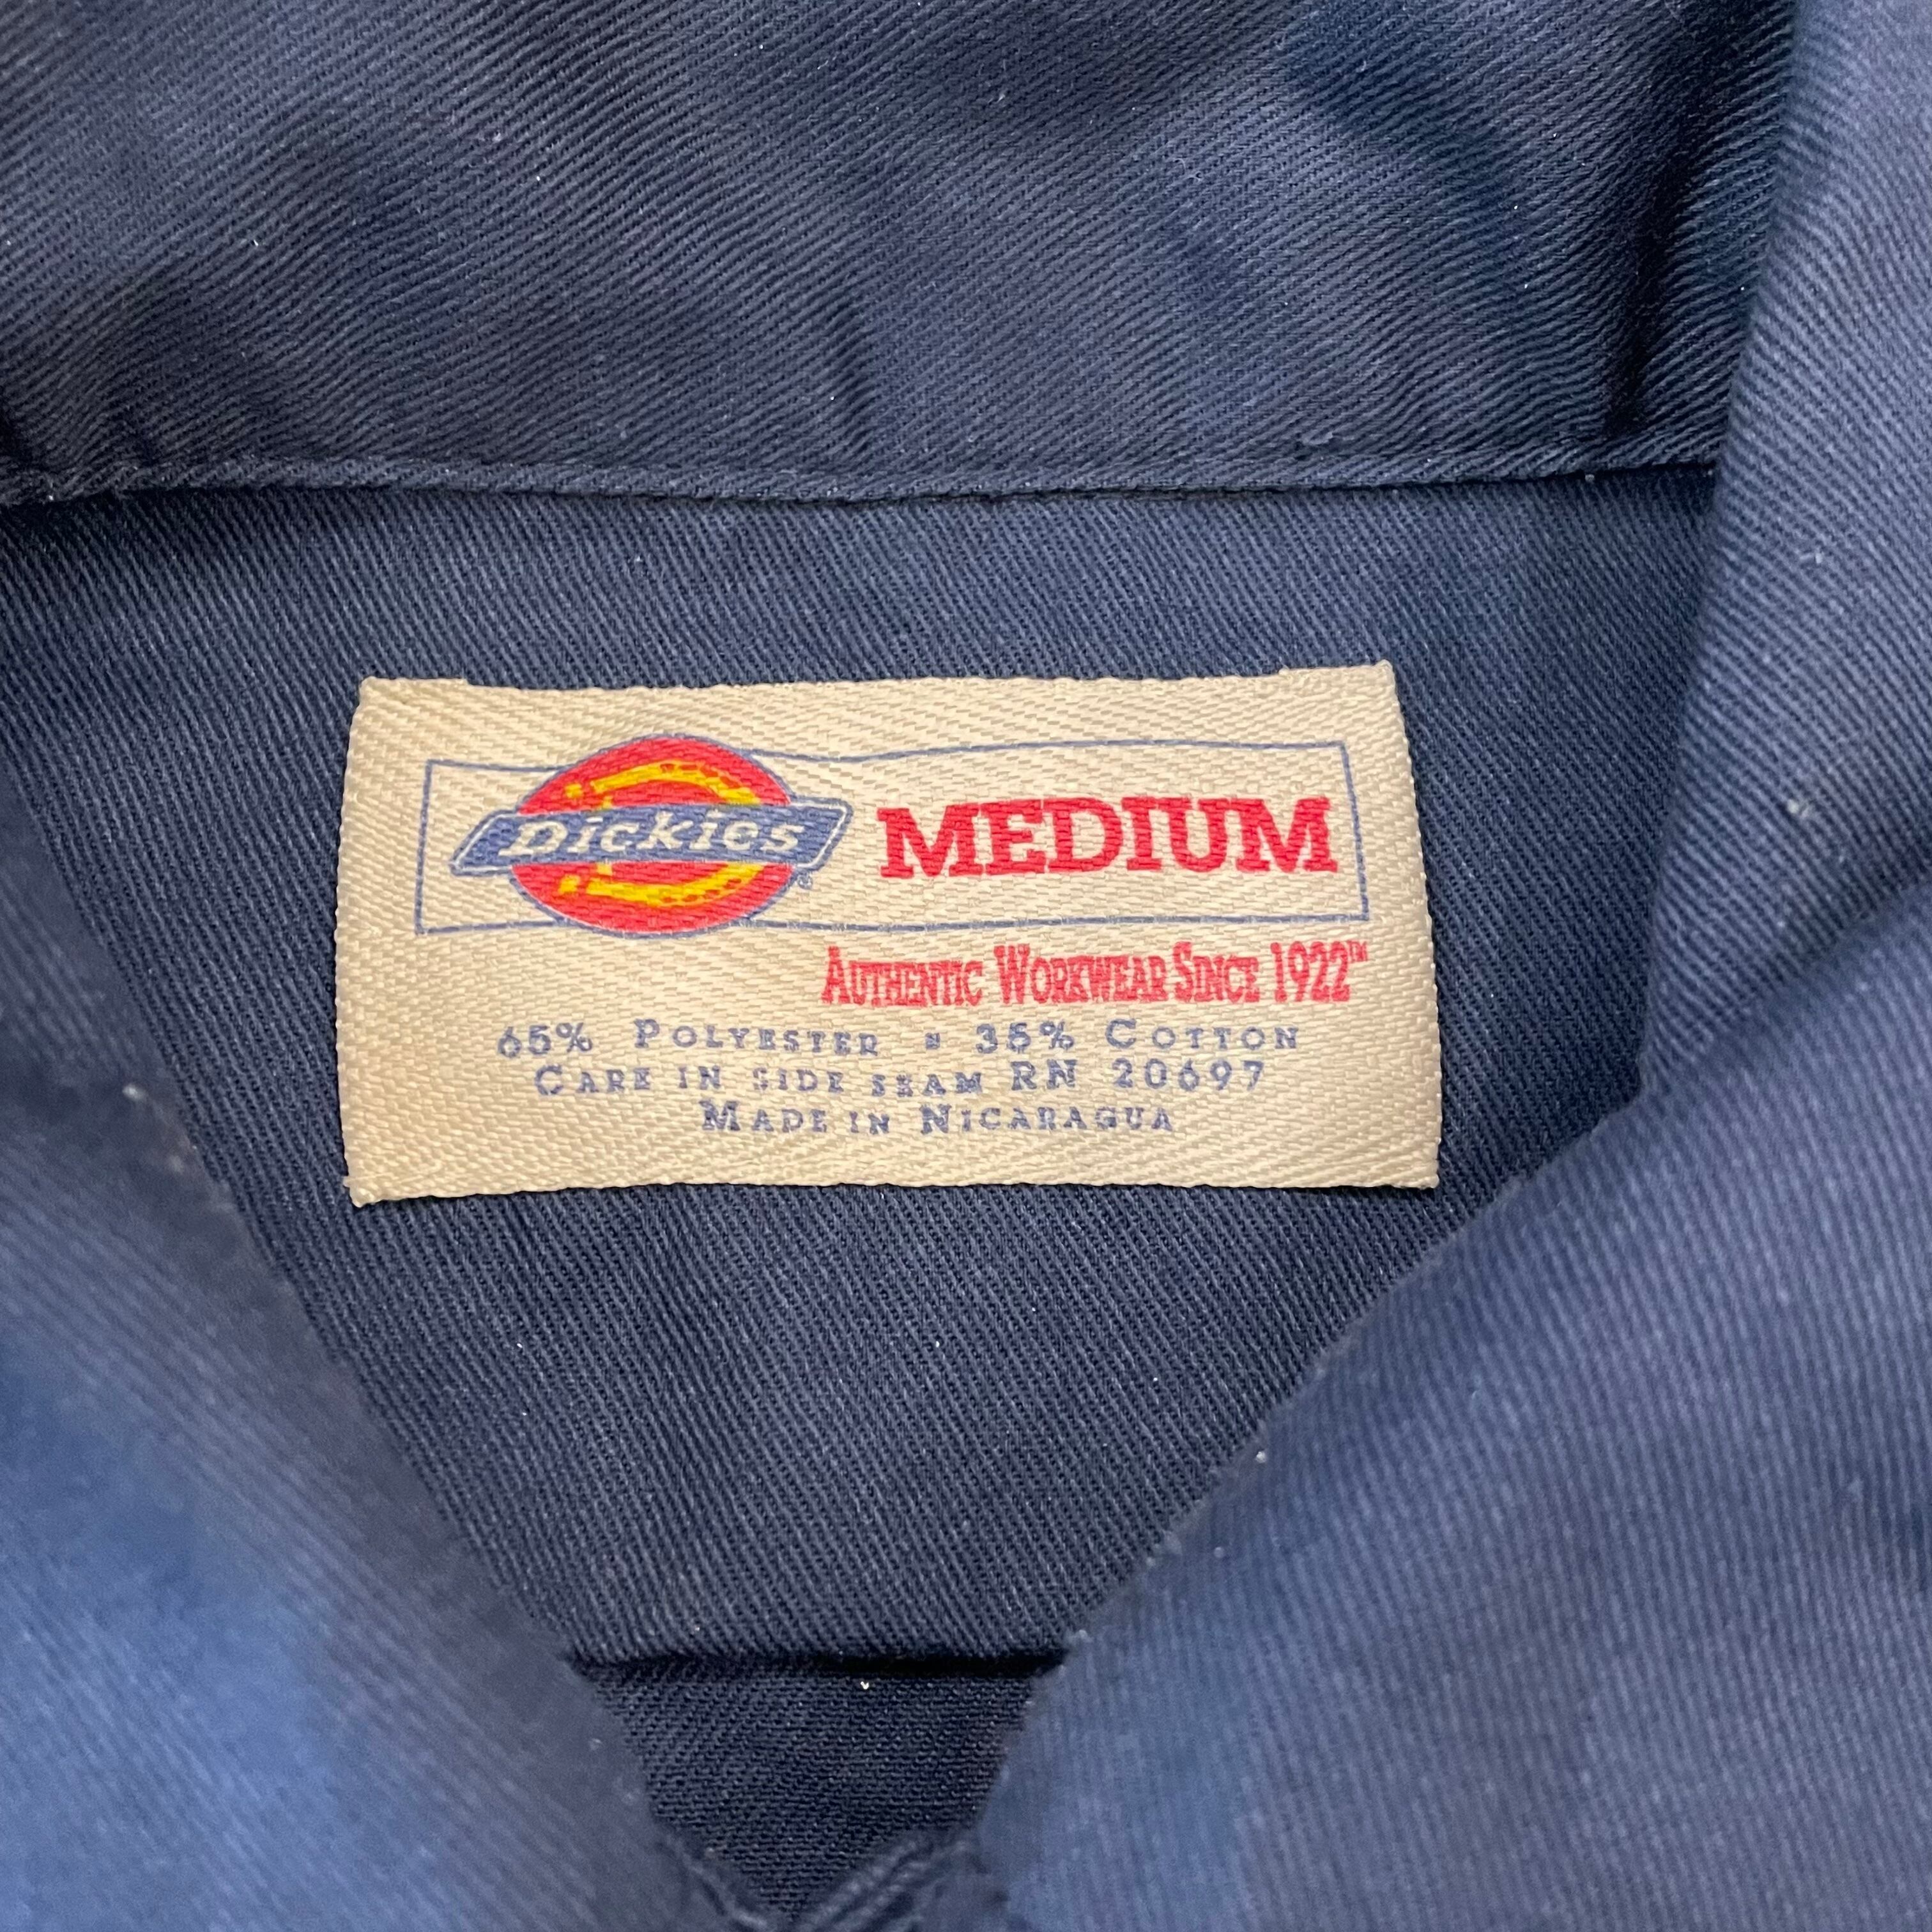 Dickies® MEDIUM
AUTHENTIC WORKWEAR SINCE 1922™
65% POLYESTER ▪ 35% COTTON
CARE IN SIDE SEAM RN 20697
MADE IN NICARAGUA